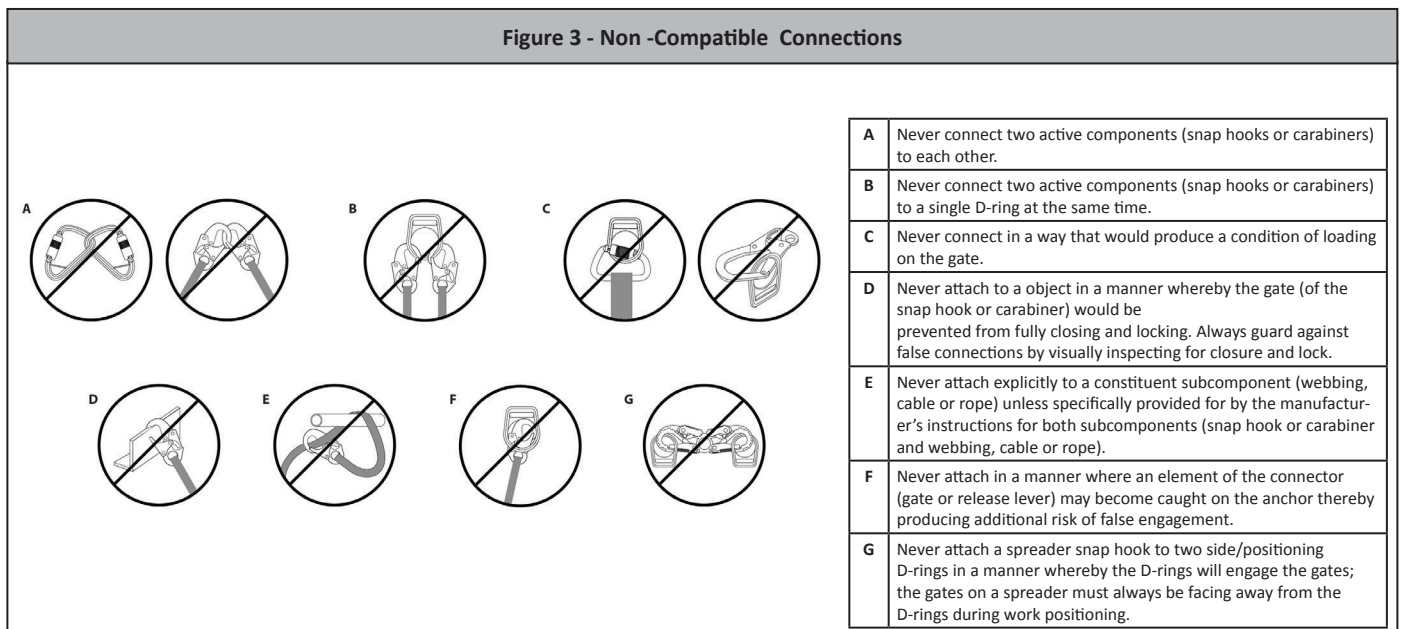 Figure 3 - Non -Compatible Connections
A
B
C
D
E
F
G
A Never connect two active components (snap hooks or carabiners)
to each other.
B Never connect two active components (snap hooks or carabiners)
to a single D-ring at the same time.
C Never connect in a way that would produce a condition of loading
on the gate.
D Never attach to a object in a manner whereby the gate (of the
snap hook or carabiner) would be
prevented from fully closing and locking. Always guard against
false connections by visually inspecting for closure and lock.
E Never attach explicitly to a constituent subcomponent (webbing,
cable or rope) unless specifically provided for by the manufactur-
er's instructions for both subcomponents (snap hook or carabiner
and webbing, cable or rope).
F Never attach in a manner where an element of the connector
(gate or release lever) may become caught on the anchor thereby
producing additional risk of false engagement.
G Never attach a spreader snap hook to two side/positioning
D-rings in a manner whereby the D-rings will engage the gates;
the gates on a spreader must always be facing away from the
D-rings during work positioning.